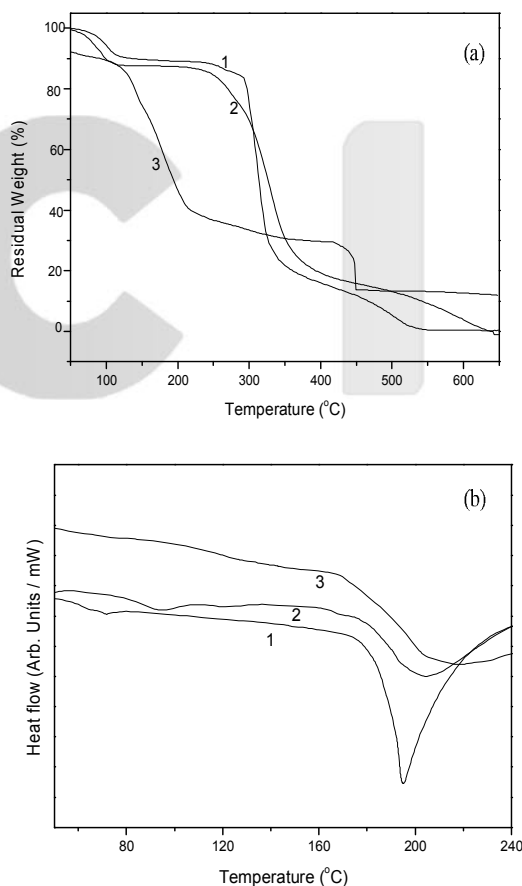 (a)
100
80
60
40
20
0
Residual Weight (%)
1
2
3
100 200 300 400 500 600
Temperature (°C)
(b)
Heat flow (Arb. Units / mW)
3
2
1
80 120 160 200 240
Temperature (°C)